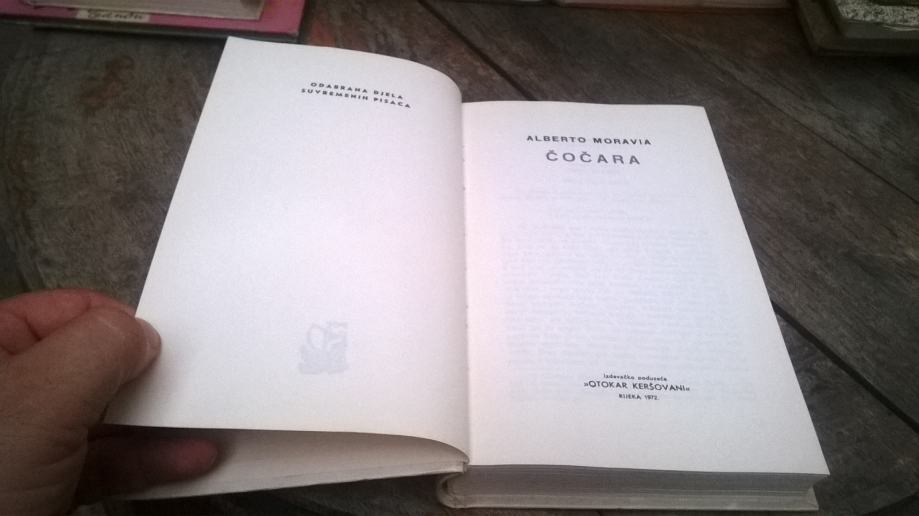 ODABRANA DJELA
SUVREMENIH PISACA
ALBERTO MORAVIA
ČOČARA
izdavačko poduzeće
»OTOKAR KERŠOVANI«
RIJEKA 1972.